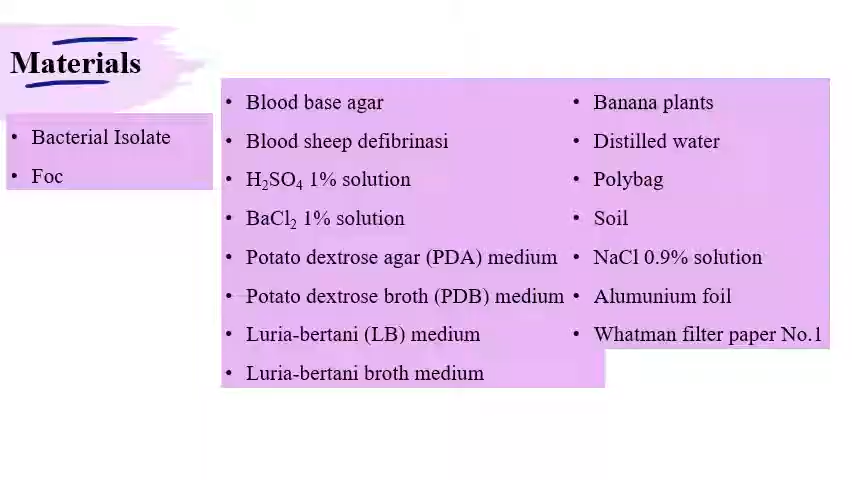 Materials
• Bacterial Isolate
• Foc
• Blood base agar
• Blood sheep defibrinasi
• H₂SO₄ 1% solution
• BaCl₂ 1% solution
• Potato dextrose agar (PDA) medium
• Potato dextrose broth (PDB) medium
• Luria-bertani (LB) medium
• Luria-bertani broth medium
• Banana plants
• Distilled water
• Polybag
• Soil
• NaCl 0.9% solution
• Alumunium foil
• Whatman filter paper No.1